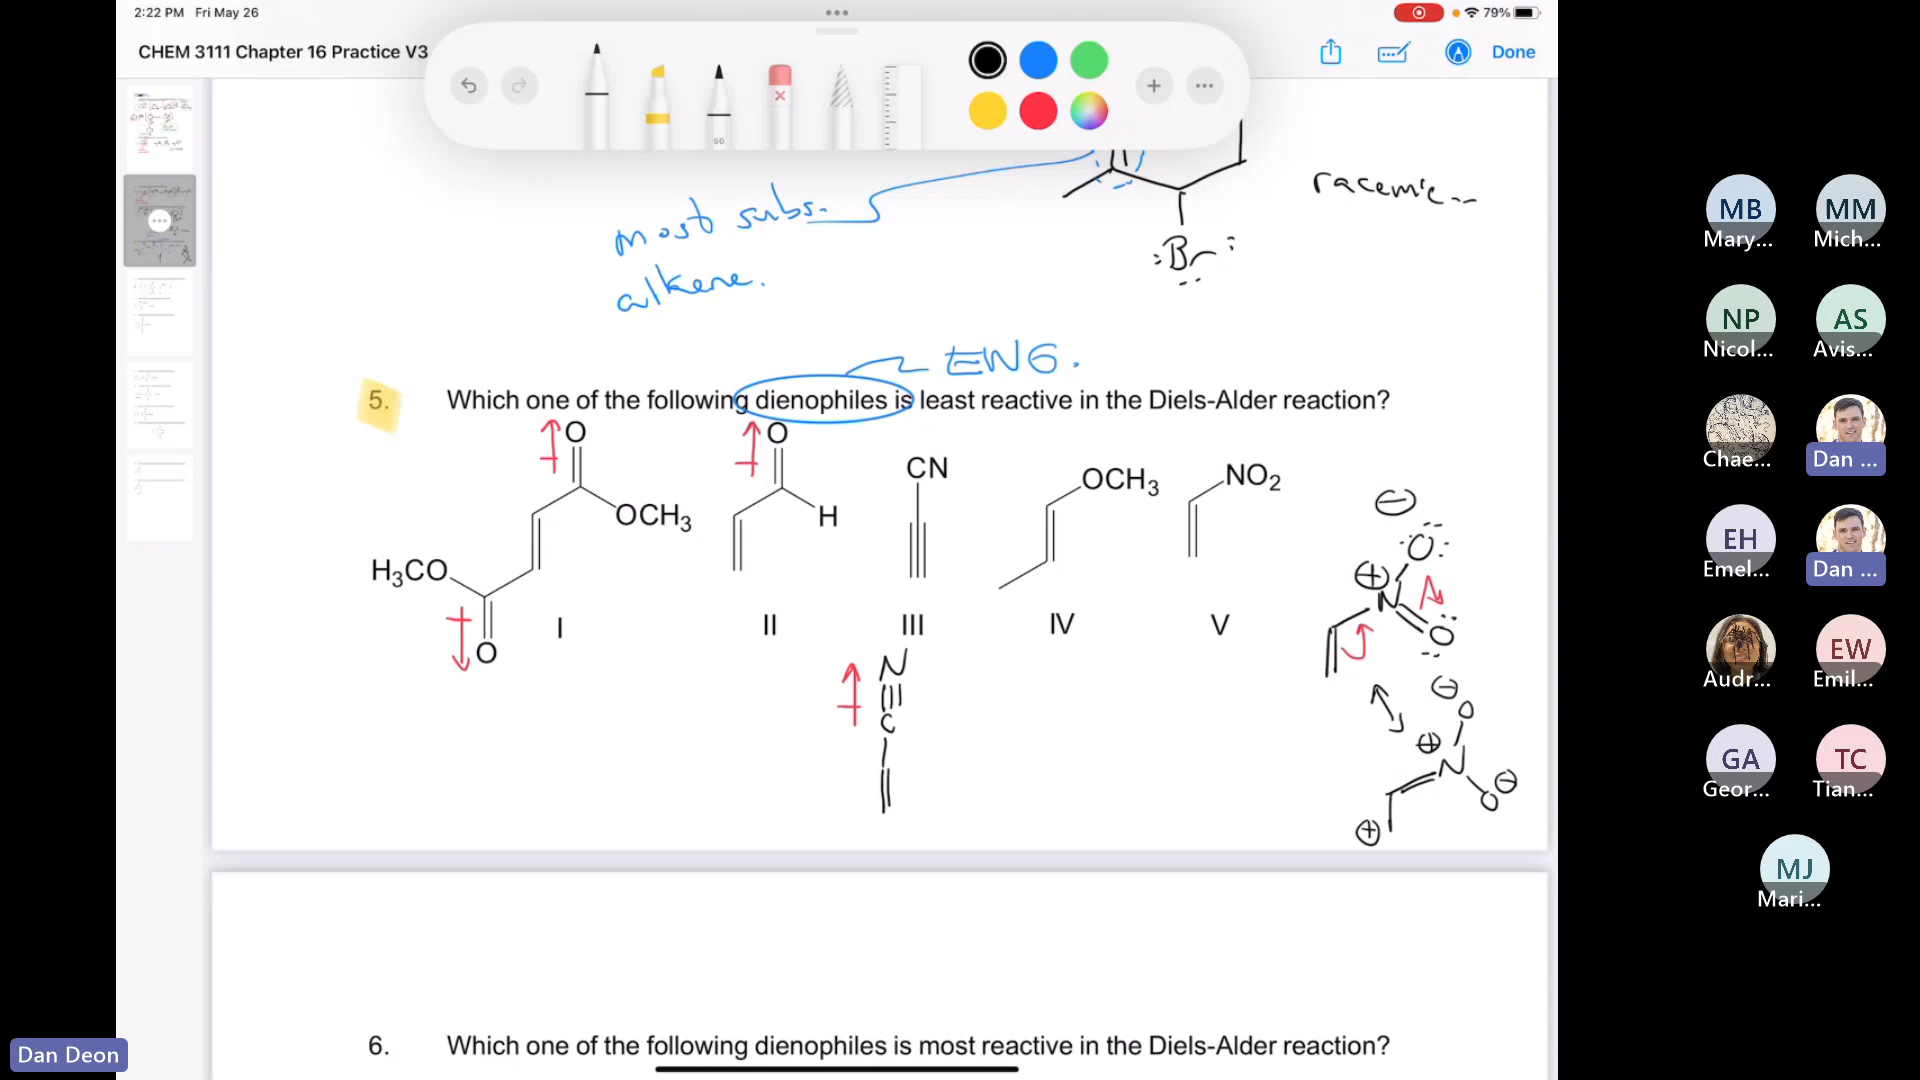 2:22 PM Fri May 26
79%
CHEM 3111 Chapter 16 Practice V3
Done
50
most subs.
alkene.
racemic--
:Br:
EWG.
5. Which one of the following dienophiles is least reactive in the Diels-Alder reaction?
O
OCH3
H3CO
O
I
O
H
II
CN
III
OCH3
IV
NO2
V
N
C
⊖
O
⊕
N
O
⊖
O
⊕
N
O
⊖
⊕
6. Which one of the following dienophiles is most reactive in the Diels-Alder reaction?
MB
Mary...
MM
Mich...
NP
Nicol...
AS
Avis...
Chae...
Dan ...
EH
Emel...
Dan ...
Audr...
EW
Emil...
GA
Geor...
TC
Tian...
MJ
Mari...
Dan Deon